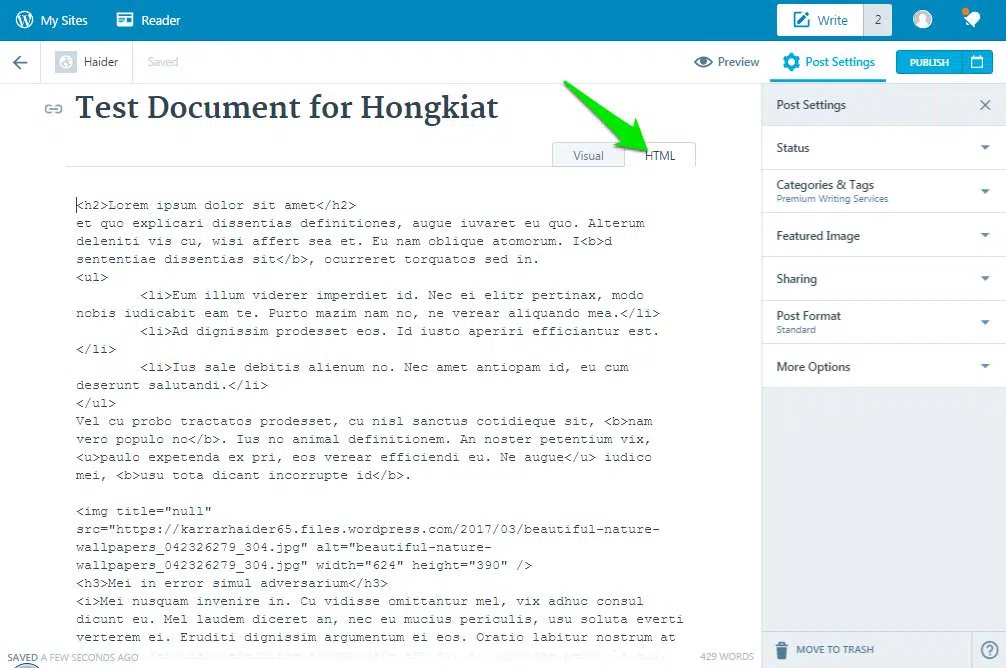 My Sites
Reader
Write
2
Haider
Saved
Preview
Post Settings
PUBLISH
Test Document for Hongkiat
Visual
HTML
<h2>Lorem ipsum dolor sit amet</h2>
et quo explicari dissentias definitiones, augue iuvaret eu quo. Alterum
deleniti vis cu, wisi affert sea et. Eu nam oblique atomorum. I<b>d
sententiae dissentias sit</b>, ocurreret torquatos sed in.
<ul>
<li>Eum illum viderer imperdiet id. Nec ei elitr pertinax, modo
nobis iudicabit eam te. Purto mazim nam no, ne verear aliquando mea.</li>
<li>Ad dignissim prodesset eos. Id iusto aperiri efficiantur est.
</li>
<li>Ius sale debitis alienum no. Nec amet antiopam id, eu cum
deserunt salutandi.</li>
</ul>
Vel cu probo tractatos prodesset, cu nisl sanctus cotidieque sit, <b>nam
vero populo no</b>. Ius no animal definitionem. An noster petentium vix,
<u>paulo expetenda ex pri, eos verear efficiendi eu. Ne augue</u> iudico
mei, <b>usu tota dicant incorrupte id</b>.
<img title="null"
src="https://karrarhaider65.files.wordpress.com/2017/03/beautiful-nature-
wallpapers_042326279_304.jpg" alt="beautiful-nature-
wallpapers_042326279_304.jpg" width="624" height="390" />
<h3>Mei in error simul adversarium</h3>
<i>Mei nusquam invenire in. Cu vidisse omittantur mel, vix adhuc consul
dicunt eu. Mel laudem diceret an, nec eu mucius periculis, usu soluta everti
verterem ei. Eruditi dignissim argumentum ei eos. Oratio labitur nostrum at
SAVED A FEW SECONDS AGO
429 WORDS
Post Settings
Status
Categories & Tags
Premium Writing Services
Featured Image
Sharing
Post Format
Standard
More Options
MOVE TO TRASH